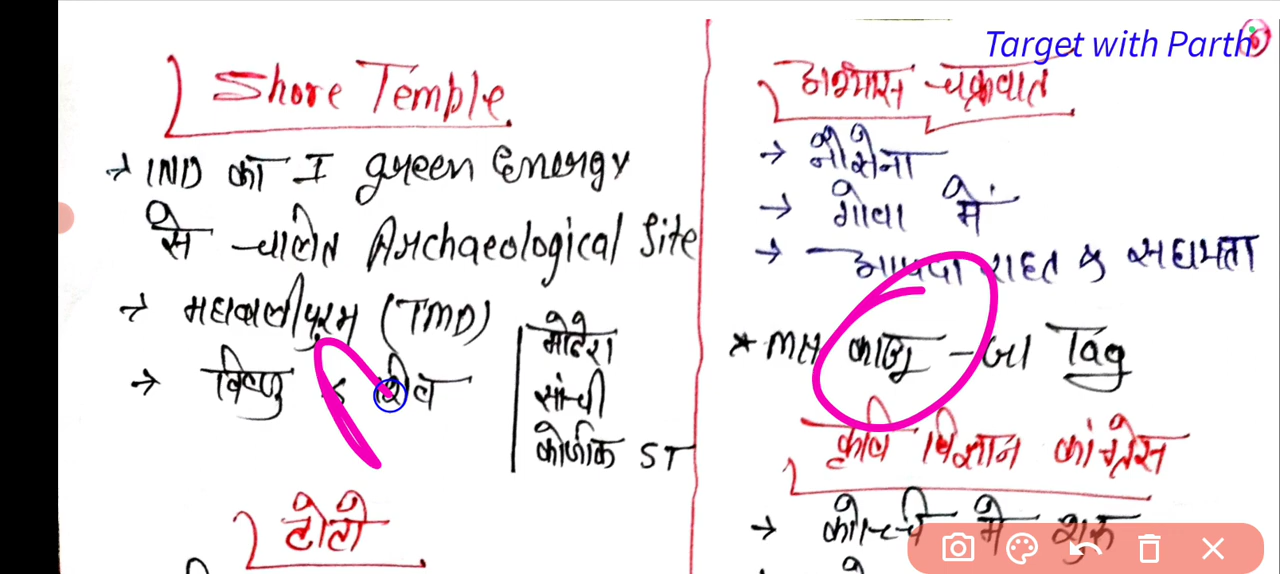 Target with Parth
Shore Temple
→ IND का I green Energy
से चालित Archaeological Site
→ महाबलीपुरम (TMD)
→ विष्णु व शिव
मोढेरा
सांची
कोर्णाक ST
टोटो
अभ्यास - चक्रवात
→ नौसेना
→ गोवा में
→ आपदा राहत व सहायता
* MH काजू - GI Tag
कृषि विज्ञान कांग्रेस
→ कोच्चि में शुरू